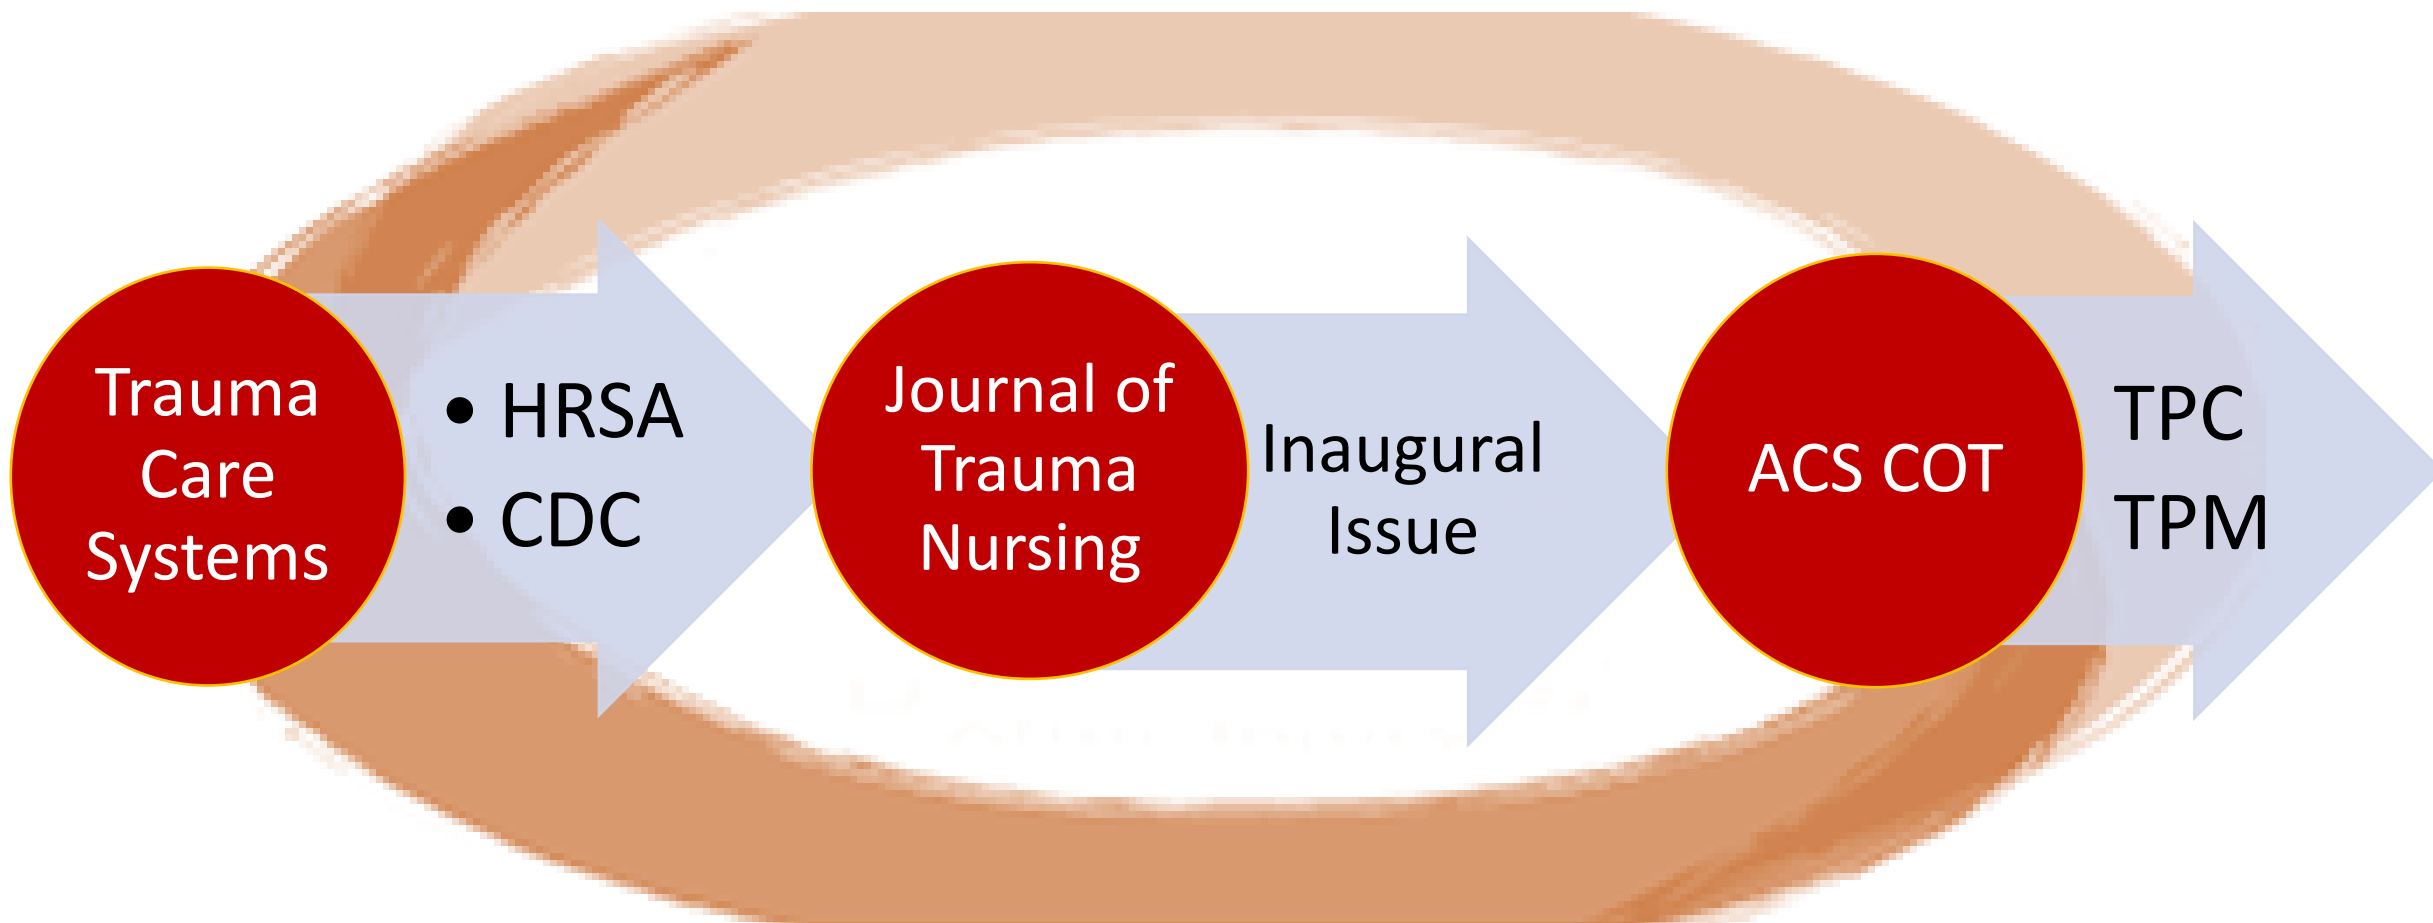 Trauma
Care
Systems
• HRSA
• CDC
Journal of
Trauma
Nursing
Inaugural
Issue
ACS COT
TPC
TPM